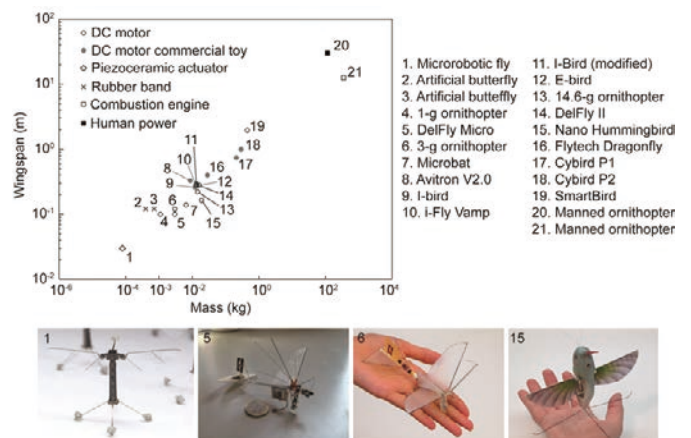 10² 
DC motor
DC motor commercial toy
Piezoceramic actuator
Rubber band
Combustion engine
Human power
10¹
10⁰
10⁻¹
10⁻²
Wingspan (m)
1
2
3
4
5
6
7
8
9
10
11
12
13
14
15
16
17
18
19
20
21
10⁻⁶
10⁻⁴
10⁻³
10⁻²
10⁰
10²
10⁴
Mass (kg)
1. Microrobotic fly
2. Artificial butterfly
3. Artificial butteffly
4. 1-g ornithopter
5. DelFly Micro
6. 3-g ornithopter
7. Microbat
8. Avitron V2.0
9. I-bird
10. i-Fly Vamp
11. I-Bird (modified)
12. E-bird
13. 14.6-g ornithopter
14. DelFly II
15. Nano Hummingbird
16. Flytech Dragonfly
17. Cybird P1
18. Cybird P2
19. SmartBird
20. Manned ornithopter
21. Manned ornithopter
1
5
6
15